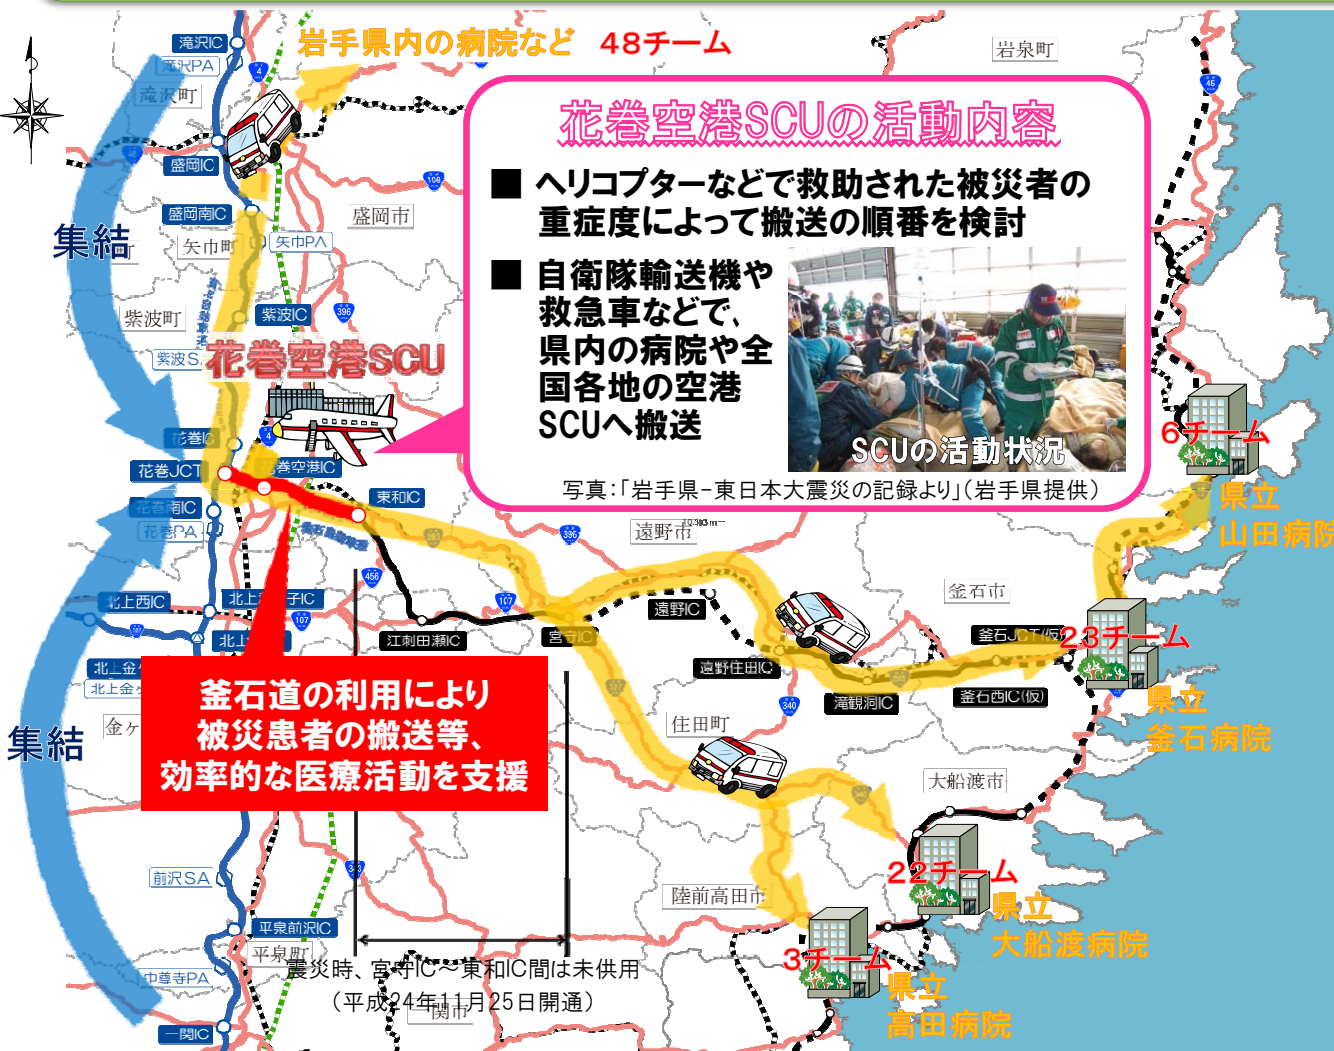 岩手県内の病院など 48チーム
滝沢IC
滝沢PA
滝沢町
岩泉町
盛岡IC
盛岡南IC
矢巾町
矢巾PA
盛岡市
集結
紫波町
紫波IC
花巻空港SCU
花巻空港SCUの活動内容
■ ヘリコプターなどで救助された被災者の
重症度によって搬送の順番を検討
■ 自衛隊輸送機や
救急車などで、
県内の病院や全
国各地の空港
SCUへ搬送
SCUの活動状況
写真：「岩手県-東日本大震災の記録より」（岩手県提供）
花巻JCT
東和IC
花巻南IC
花巻PA
遠野市
釜石市
6チーム
県立
山田病院
北上西IC
江刺田瀬IC
宮守IC
遠野IC
遠野住田IC
滝観洞IC
釜石JCT(仮)
釜石西IC(仮)
23チーム
県立
釜石病院
釜石道の利用により
被災患者の搬送等、
効率的な医療活動を支援
集結
住田町
大船渡市
22チーム
県立
大船渡病院
陸前高田市
3チーム
県立
高田病院
前沢SA
平泉前沢IC
平泉町
中尊寺PA
一関IC
震災時、宮守IC～東和IC間は未供用
（平成24年11月25日開通）
4
106
396
4
396
456
107
107
340